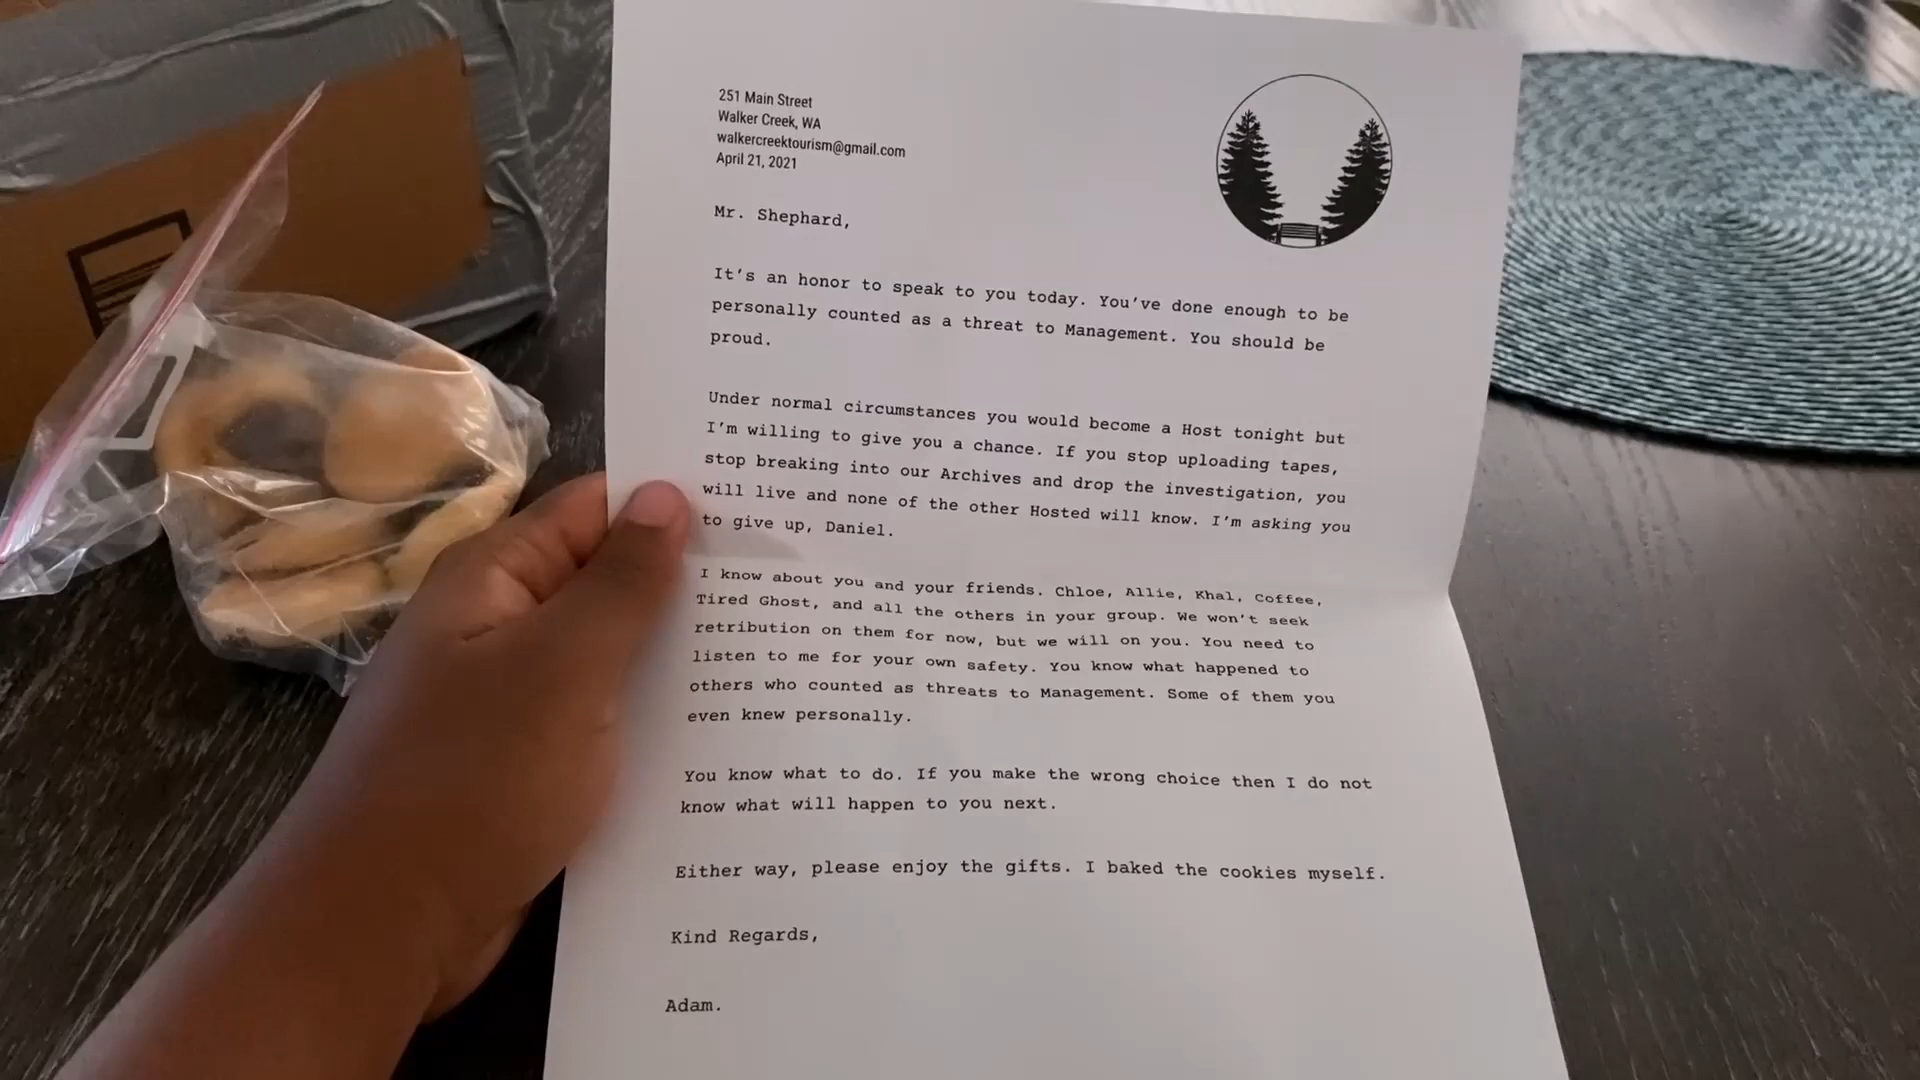 251 Main Street
Walker Creek, WA
walkercreektourism@gmail.com
April 21, 2021
Mr. Shephard,
It's an honor to speak to you today. You've done enough to be
personally counted as a threat to Management. You should be
proud.
Under normal circumstances you would become a Host tonight but
I'm willing to give you a chance. If you stop uploading tapes,
stop breaking into our Archives and drop the investigation, you
will live and none of the other Hosted will know. I'm asking you
to give up, Daniel.
I know about you and your friends. Chloe, Allie, Khal, Coffee,
Tired Ghost, and all the others in your group. We won't seek
retribution on them for now, but we will on you. You need to
listen to me for your own safety. You know what happened to
others who counted as threats to Management. Some of them you
even knew personally.
You know what to do. If you make the wrong choice then I do not
know what will happen to you next.
Either way, please enjoy the gifts. I baked the cookies myself.
Kind Regards,
Adam.